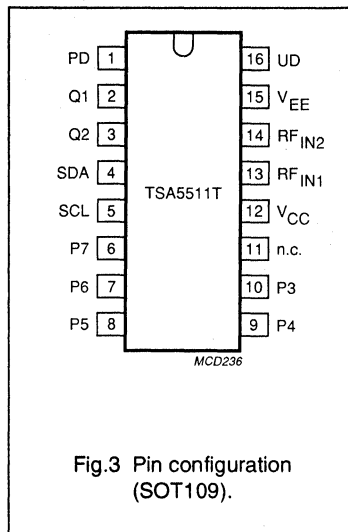 PD 1 16 UD
Q1 2 15 VEE
Q2 3 14 RFIN2
SDA 4 13 RFIN1
TSA5511T
SCL 5 12 VCC
P7 6 11 n.c.
P6 7 10 P3
P5 8 9 P4
MCD236
Fig.3 Pin configuration
(SOT109).